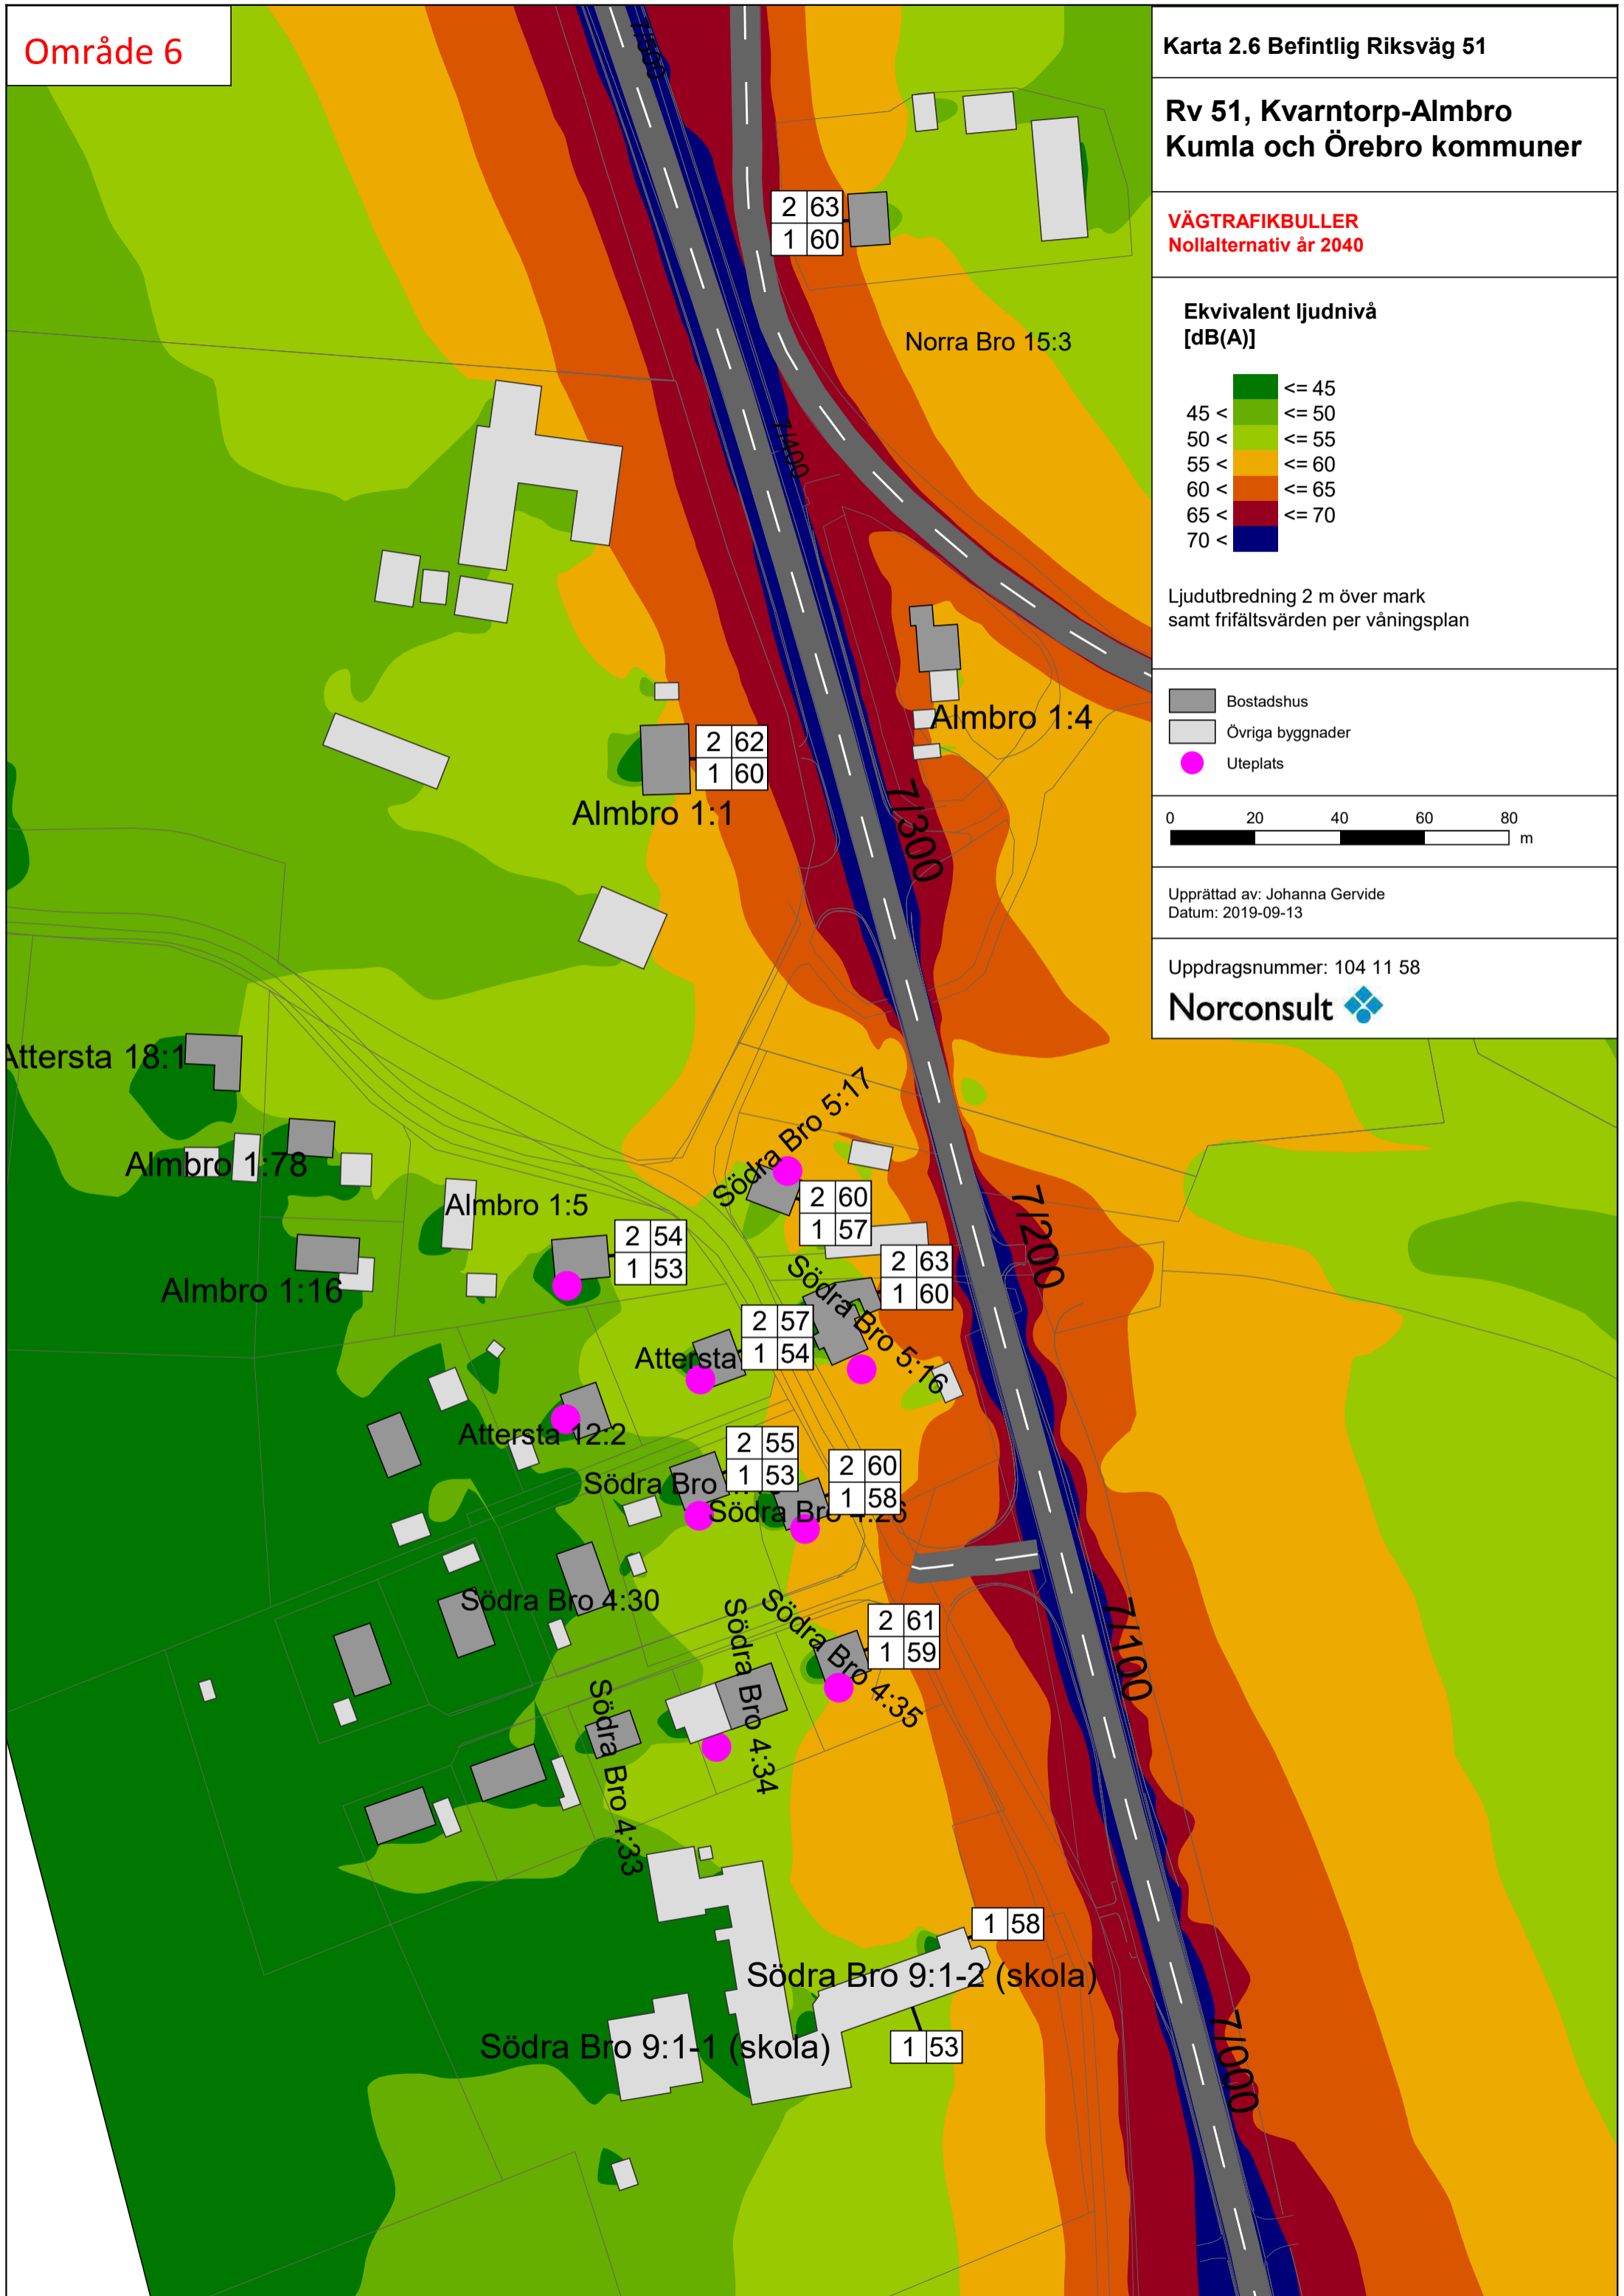 Område 6
Karta 2.6 Befintlig Riksväg 51
Rv 51, Kvarntorp-Almbro
Kumla och Örebro kommuner
VÄGTRAFIKBULLER
Nollalternativ år 2040
Ekvivalent ljudnivå
[dB(A)]
<= 45
45 < <= 50
50 < <= 55
55 < <= 60
60 < <= 65
65 < <= 70
70 <
Ljudutbredning 2 m över mark
samt frifältsvärden per våningsplan
Bostadshus
Övriga byggnader
Uteplats
0 20 40 60 80
m
Upprättad av: Johanna Gervide
Datum: 2019-09-13
Uppdragsnummer: 104 11 58
Norconsult
7/500
2 63
1 60
Norra Bro 15:3
7/400
Almbro 1:4
2 62
1 60
Almbro 1:1
7/300
Attersta 18:1
Södra Bro 5:17
Almbro 1:78
Almbro 1:5
2 60
1 57
7/200
2 54
1 53
2 63
1 60
Almbro 1:16
Södra Bro 5:16
2 57
1 54
Attersta
Attersta 12:2
2 55
1 53
2 60
1 58
Södra Bro
Södra Bro 4:26
Södra Bro 4:30
2 61
1 59
Södra Bro 4:35
7/100
Södra Bro 4:34
Södra Bro 4:33
1 58
Södra Bro 9:1-2 (skola)
Södra Bro 9:1-1 (skola)
1 53
7/000